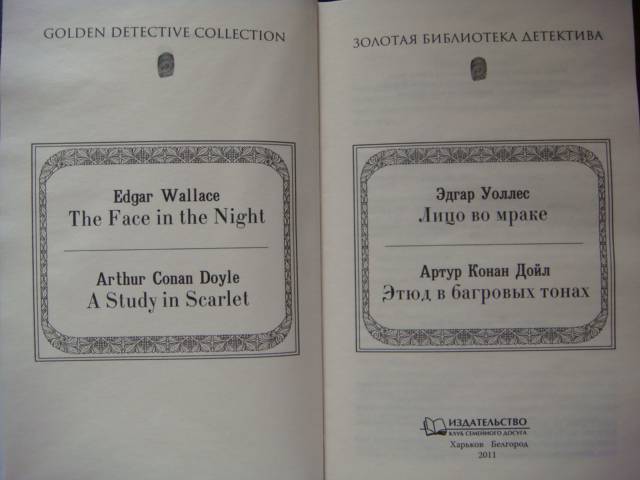 GOLDEN DETECTIVE COLLECTION
Edgar Wallace
The Face in the Night
Arthur Conan Doyle
A Study in Scarlet
ЗОЛОТАЯ БИБЛИОТЕКА ДЕТЕКТИВА
Эдгар Уоллес
Лицо во мраке
Артур Конан Дойл
Этюд в багровых тонах
ИЗДАТЕЛЬСТВО
КЛУБ СЕМЕЙНОГО ДОСУГА
Харьков Белгород
2011